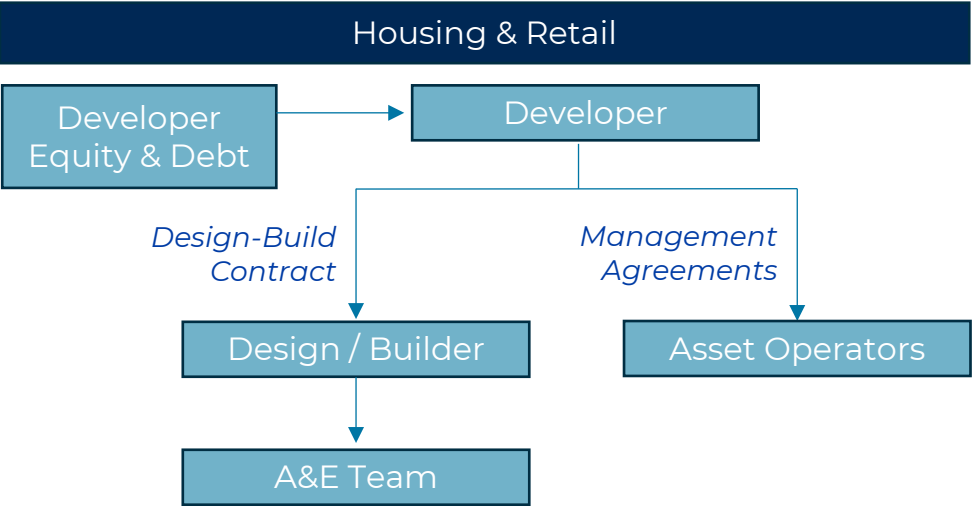 Housing & Retail
Developer
Equity & Debt
Developer
Design-Build
Contract
Management
Agreements
Design / Builder
Asset Operators
A&E Team